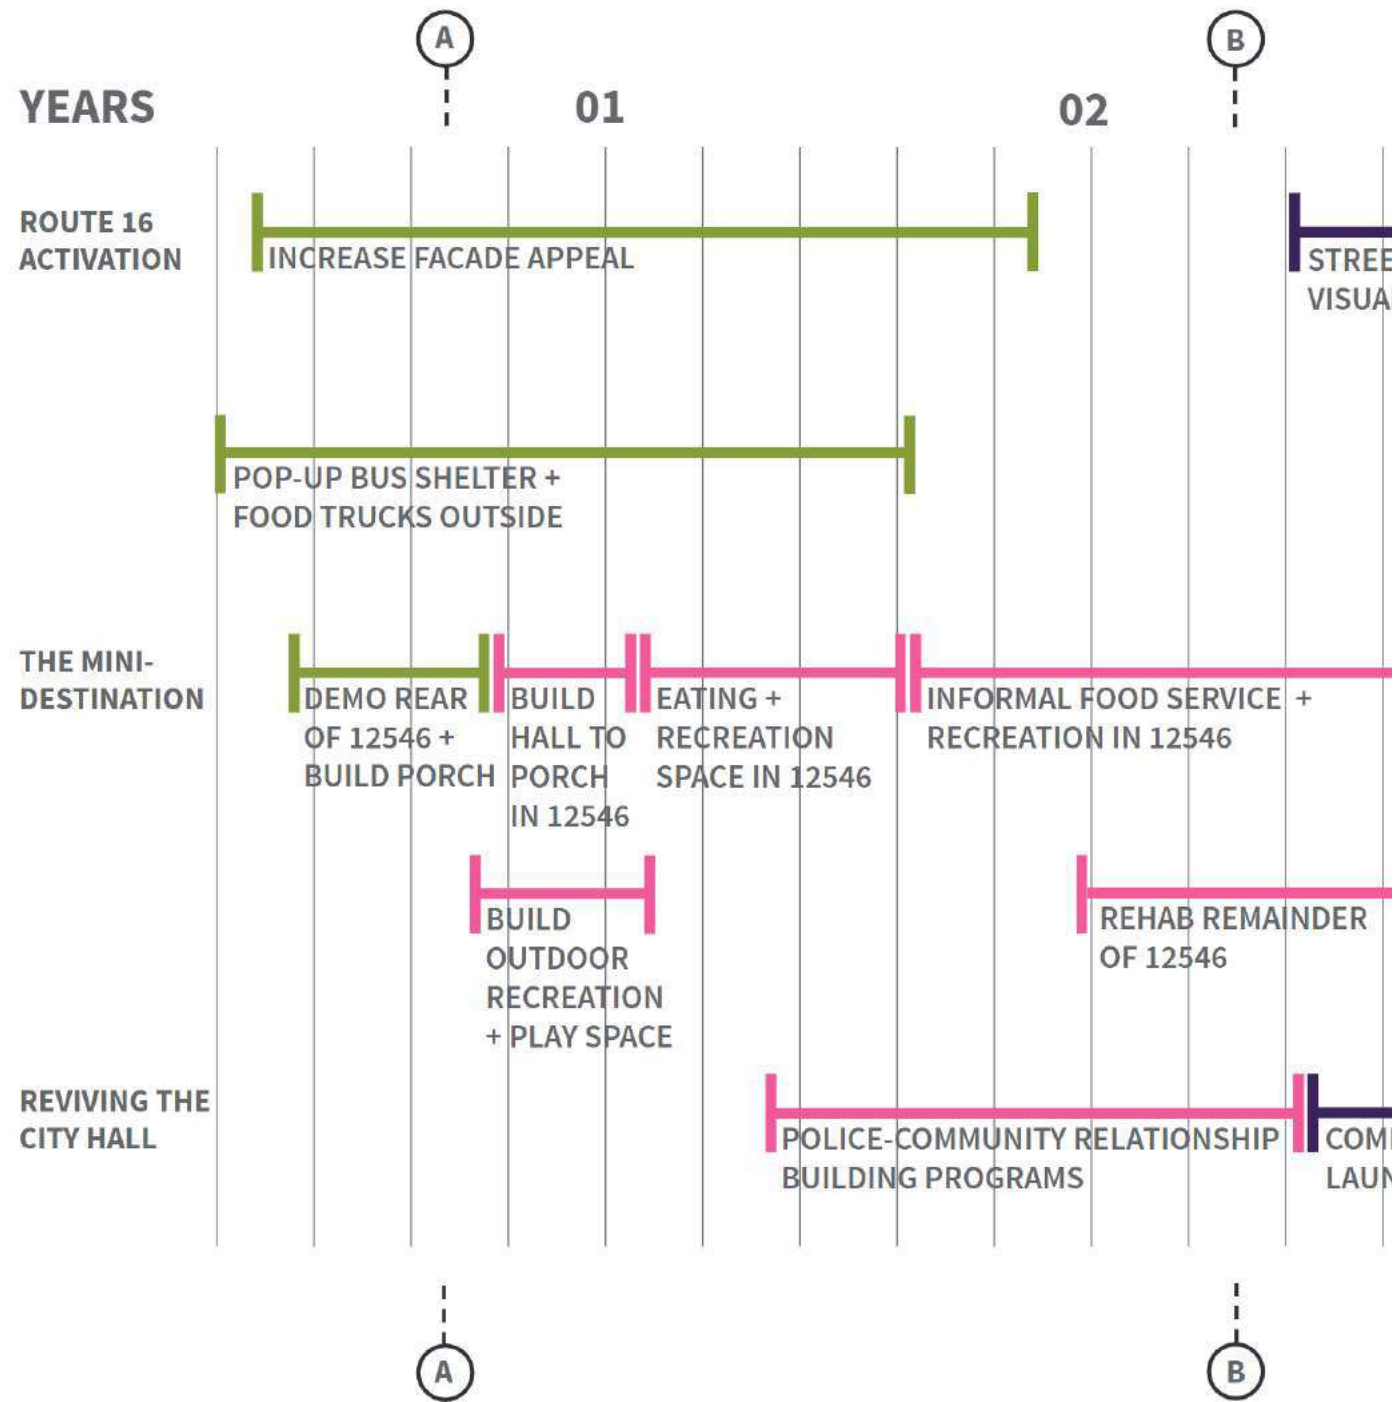 A
B
YEARS
01
02
ROUTE 16
ACTIVATION
INCREASE FACADE APPEAL
POP-UP BUS SHELTER +
FOOD TRUCKS OUTSIDE
THE MINI-
DESTINATION
DEMO REAR
OF 12546 +
BUILD PORCH
BUILD
HALL TO
PORCH
IN 12546
EATING +
RECREATION
SPACE IN 12546
INFORMAL FOOD SERVICE +
RECREATION IN 12546
BUILD
OUTDOOR
RECREATION
+ PLAY SPACE
REHAB REMAINDER
OF 12546
REVIVING THE
CITY HALL
POLICE-COMMUNITY RELATIONSHIP
BUILDING PROGRAMS
A
B